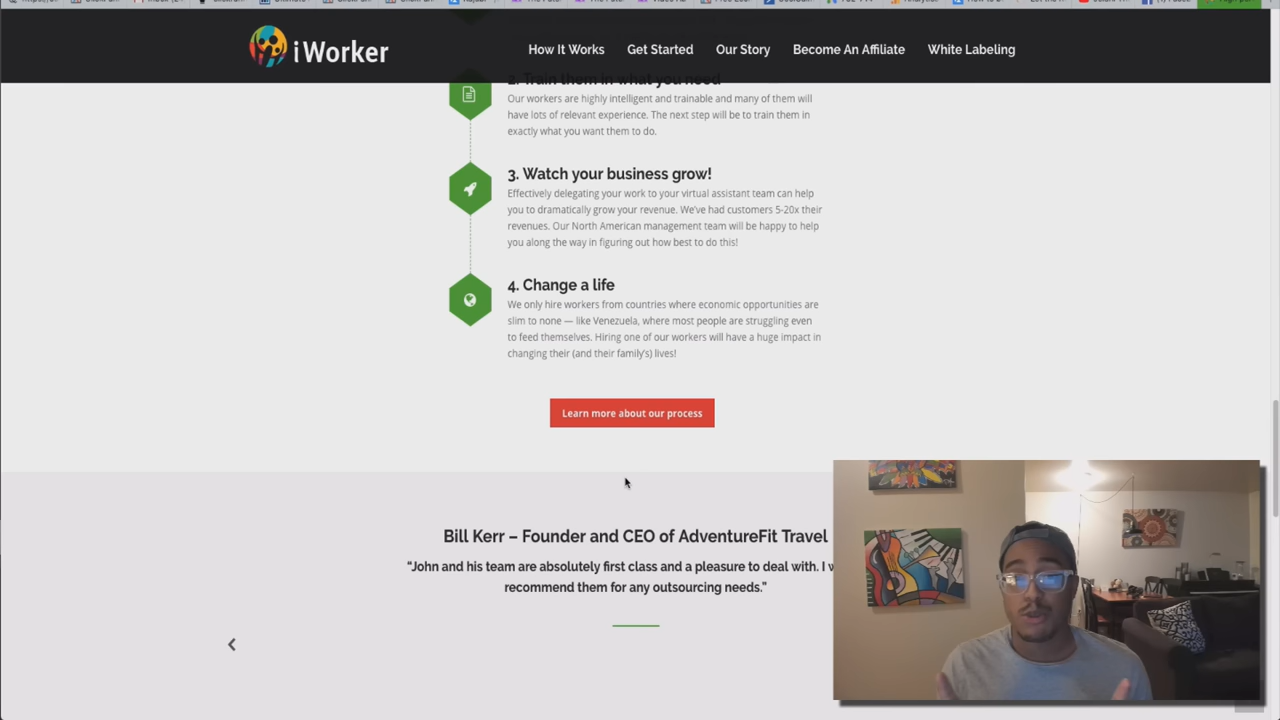 iWorker
How It Works
Get Started
Our Story
Become An Affiliate
White Labeling
2. Train them in what you need
Our workers are highly intelligent and trainable and many of them will
have lots of relevant experience. The next step will be to train them in
exactly what you want them to do.
3. Watch your business grow!
Effectively delegating your work to your virtual assistant team can help
you to dramatically grow your revenue. We've had customers 5-20x their
revenues. Our North American management team will be happy to help
you along the way in figuring out how best to do this!
4. Change a life
We only hire workers from countries where economic opportunities are
slim to none — like Venezuela, where most people are struggling even
to feed themselves. Hiring one of our workers will have a huge impact in
changing their (and their family's) lives!
Learn more about our process
Bill Kerr – Founder and CEO of AdventureFit Travel
"John and his team are absolutely first class and a pleasure to deal with. I
recommend them for any outsourcing needs."